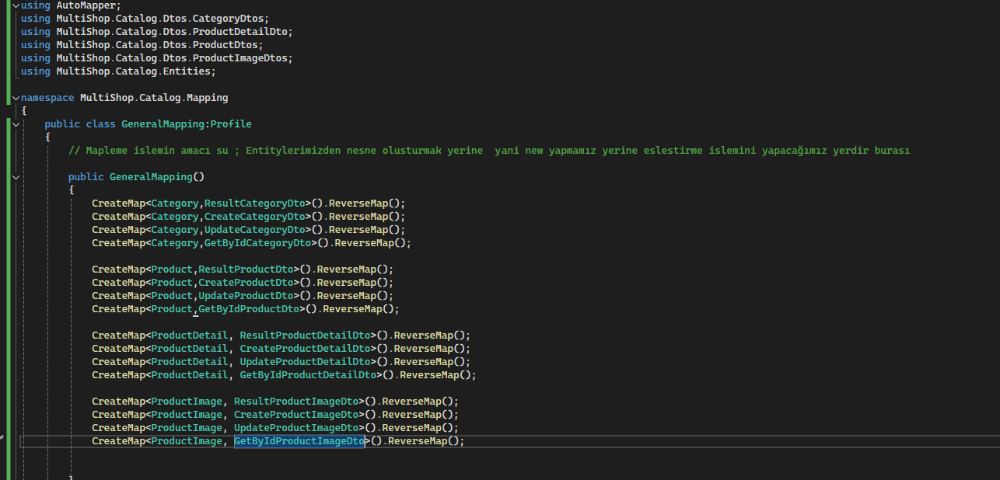 using AutoMapper;
using MultiShop.Catalog.Dtos.CategoryDtos;
using MultiShop.Catalog.Dtos.ProductDetailDto;
using MultiShop.Catalog.Dtos.ProductDtos;
using MultiShop.Catalog.Dtos.ProductImageDtos;
using MultiShop.Catalog.Entities;
namespace MultiShop.Catalog.Mapping
{
public class GeneralMapping:Profile
{
// Mapleme islemin amacı su ; Entitylerimizden nesne olusturmak yerine  yani new yapmamız yerine eslestirme islemini yapacağımız yerdir burası
public GeneralMapping()
{
CreateMap<Category,ResultCategoryDto>().ReverseMap();
CreateMap<Category,CreateCategoryDto>().ReverseMap();
CreateMap<Category,UpdateCategoryDto>().ReverseMap();
CreateMap<Category,GetByIdCategoryDto>().ReverseMap();
CreateMap<Product,ResultProductDto>().ReverseMap();
CreateMap<Product,CreateProductDto>().ReverseMap();
CreateMap<Product,UpdateProductDto>().ReverseMap();
CreateMap<Product,GetByIdProductDto>().ReverseMap();
CreateMap<ProductDetail, ResultProductDetailDto>().ReverseMap();
CreateMap<ProductDetail, CreateProductDetailDto>().ReverseMap();
CreateMap<ProductDetail, UpdateProductDetailDto>().ReverseMap();
CreateMap<ProductDetail, GetByIdProductDetailDto>().ReverseMap();
CreateMap<ProductImage, ResultProductImageDto>().ReverseMap();
CreateMap<ProductImage, CreateProductImageDto>().ReverseMap();
CreateMap<ProductImage, UpdateProductImageDto>().ReverseMap();
CreateMap<ProductImage, GetByIdProductImageDto>().ReverseMap();
}